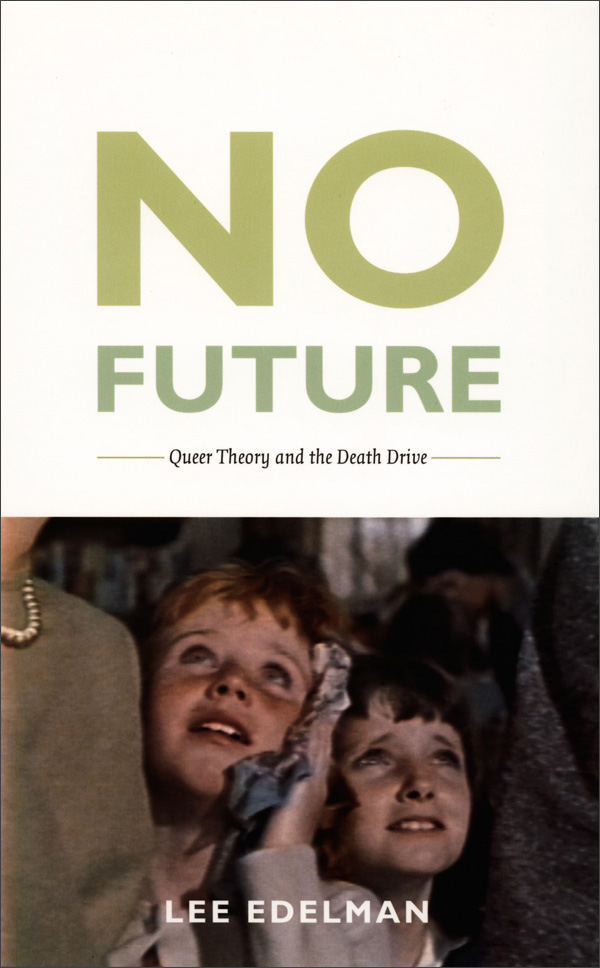 NO
FUTURE
Queer Theory and the Death Drive
LEE EDELMAN